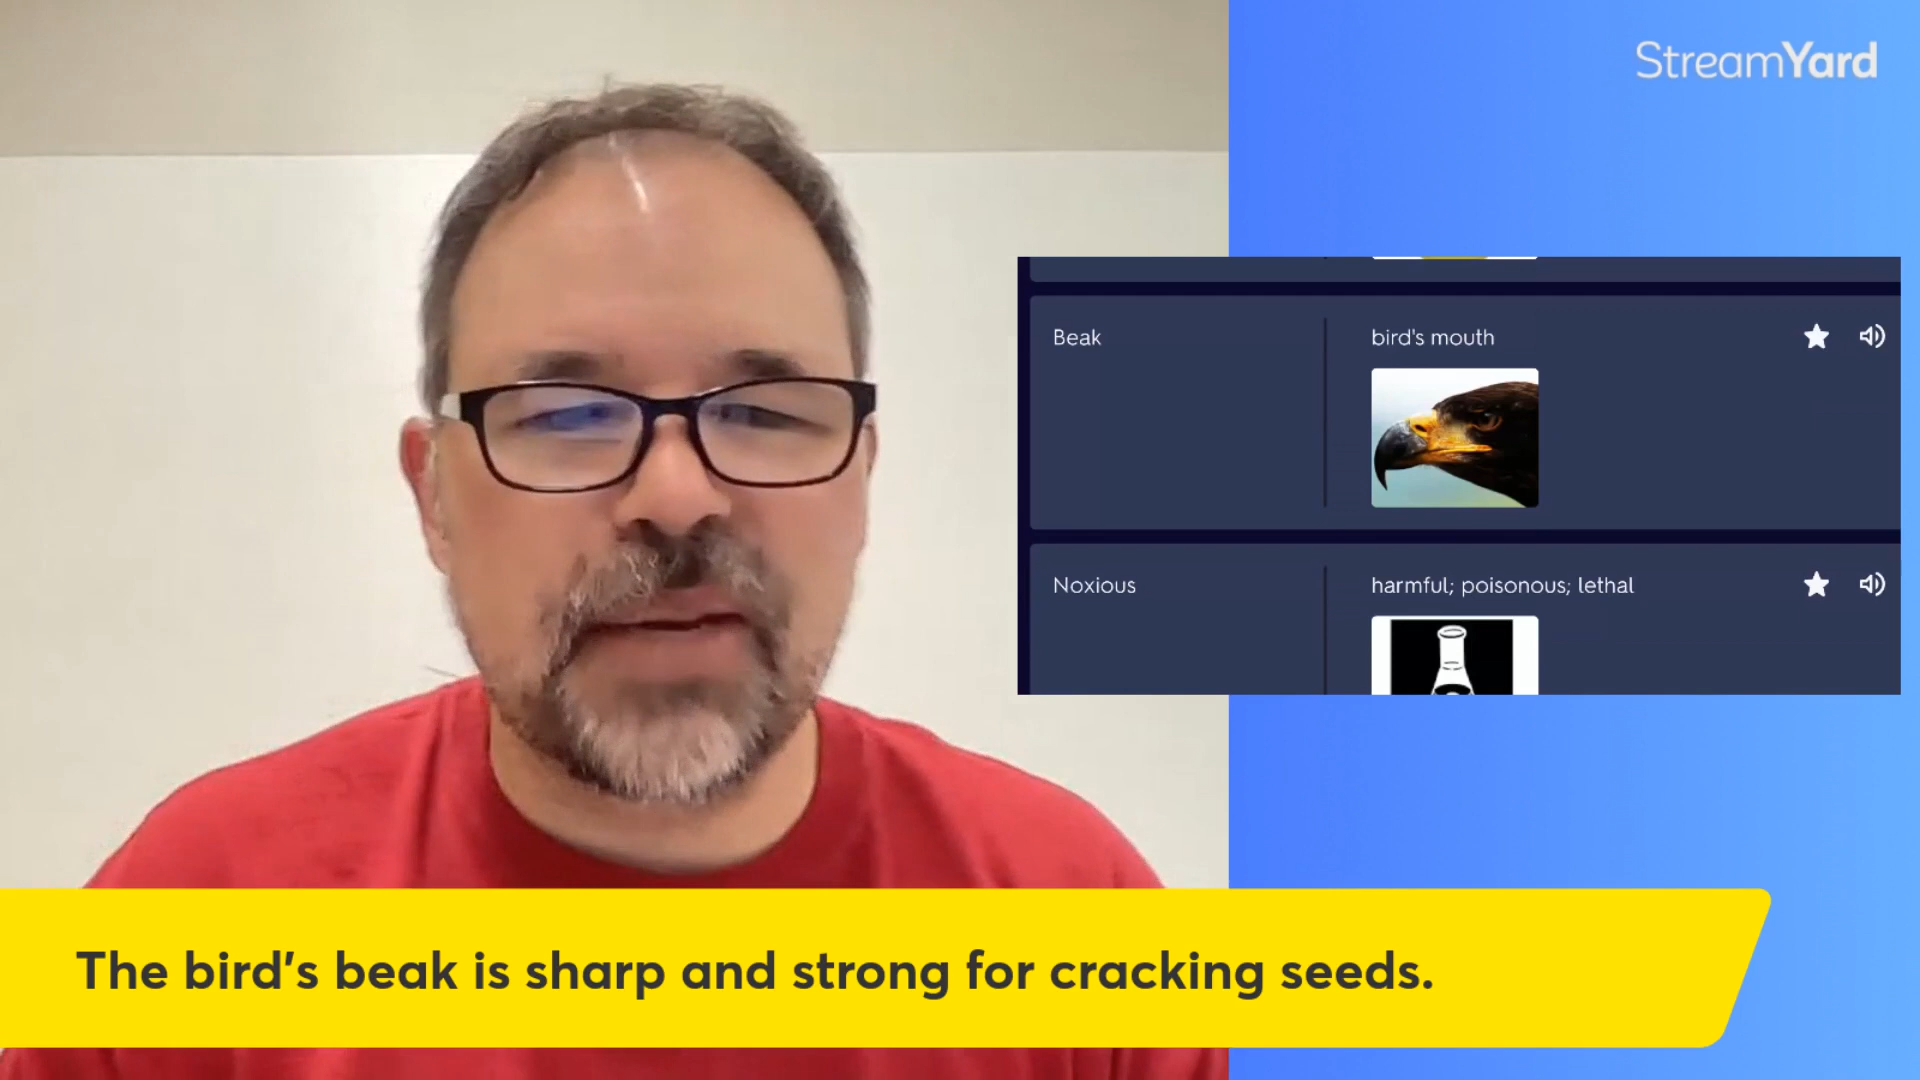 StreamYard
Beak
bird's mouth
Noxious
harmful; poisonous; lethal
The bird's beak is sharp and strong for cracking seeds.